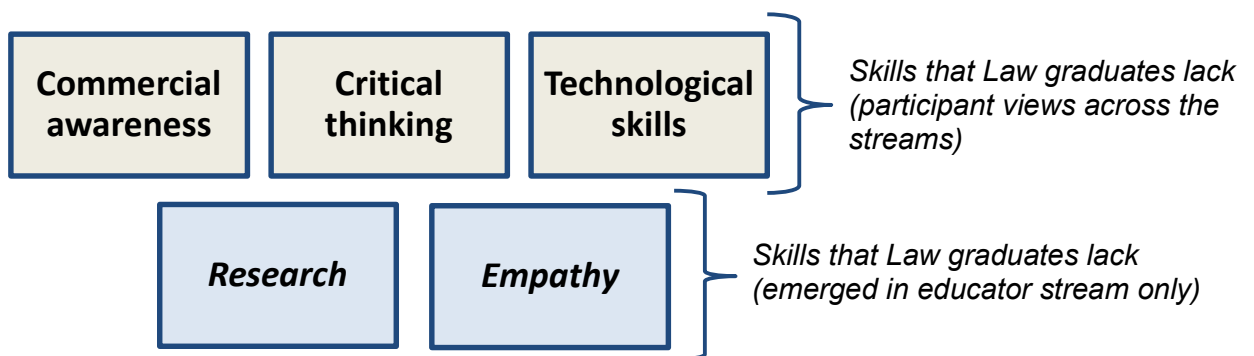 Commercial
awareness
Critical
thinking
Technological
skills
Skills that Law graduates lack
(participant views across the
streams)
Research
Empathy
Skills that Law graduates lack
(emerged in educator stream only)